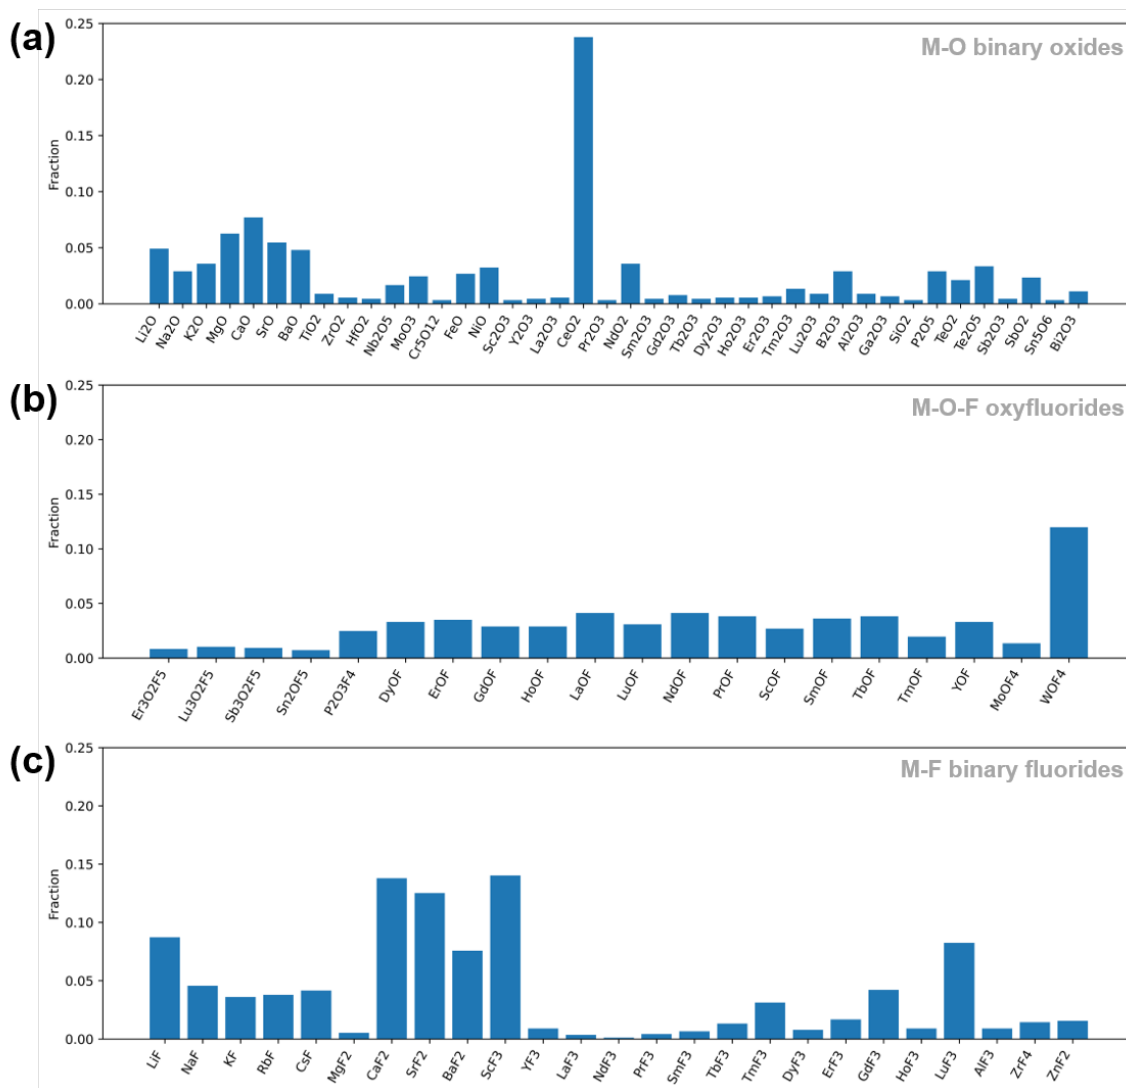 (a)
M-O binary oxides
Fraction
0.25
0.20
0.15
0.10
0.05
0.00
Li2O Na2O K2O MgO CaO SrO BaO TiO2 ZrO2 HfO2 Nb2O5 MoO3 Cr5O12 FeO NiO Sc2O3 Y2O3 La2O3 CeO2 Pr2O3 NdO2 Sm2O3 Gd2O3 Tb2O3 Dy2O3 Ho2O3 Er2O3 Tm2O3 Lu2O3 B2O3 Al2O3 Ga2O3 SiO2 P2O5 TeO2 Te2O5 Sb2O3 SbO2 Sn5O6 Bi2O3
(b)
M-O-F oxyfluorides
Fraction
0.25
0.20
0.15
0.10
0.05
0.00
Er3O2F5 Lu3O2F5 Sb3O2F5 Sn2OF5 P2O3F4 DyOF ErOF GdOF HoOF LaOF LuOF NdOF PrOF ScOF SmOF TbOF TmOF YOF MoOF4 WOF4
(c)
M-F binary fluorides
Fraction
0.25
0.20
0.15
0.10
0.05
0.00
LiF NaF KF RbF CsF MgF2 CaF2 SrF2 BaF2 ScF3 YF3 LaF3 NdF3 PrF3 SmF3 TbF3 TmF3 DyF3 ErF3 GdF3 HoF3 LuF3 AlF3 ZrF4 ZnF2